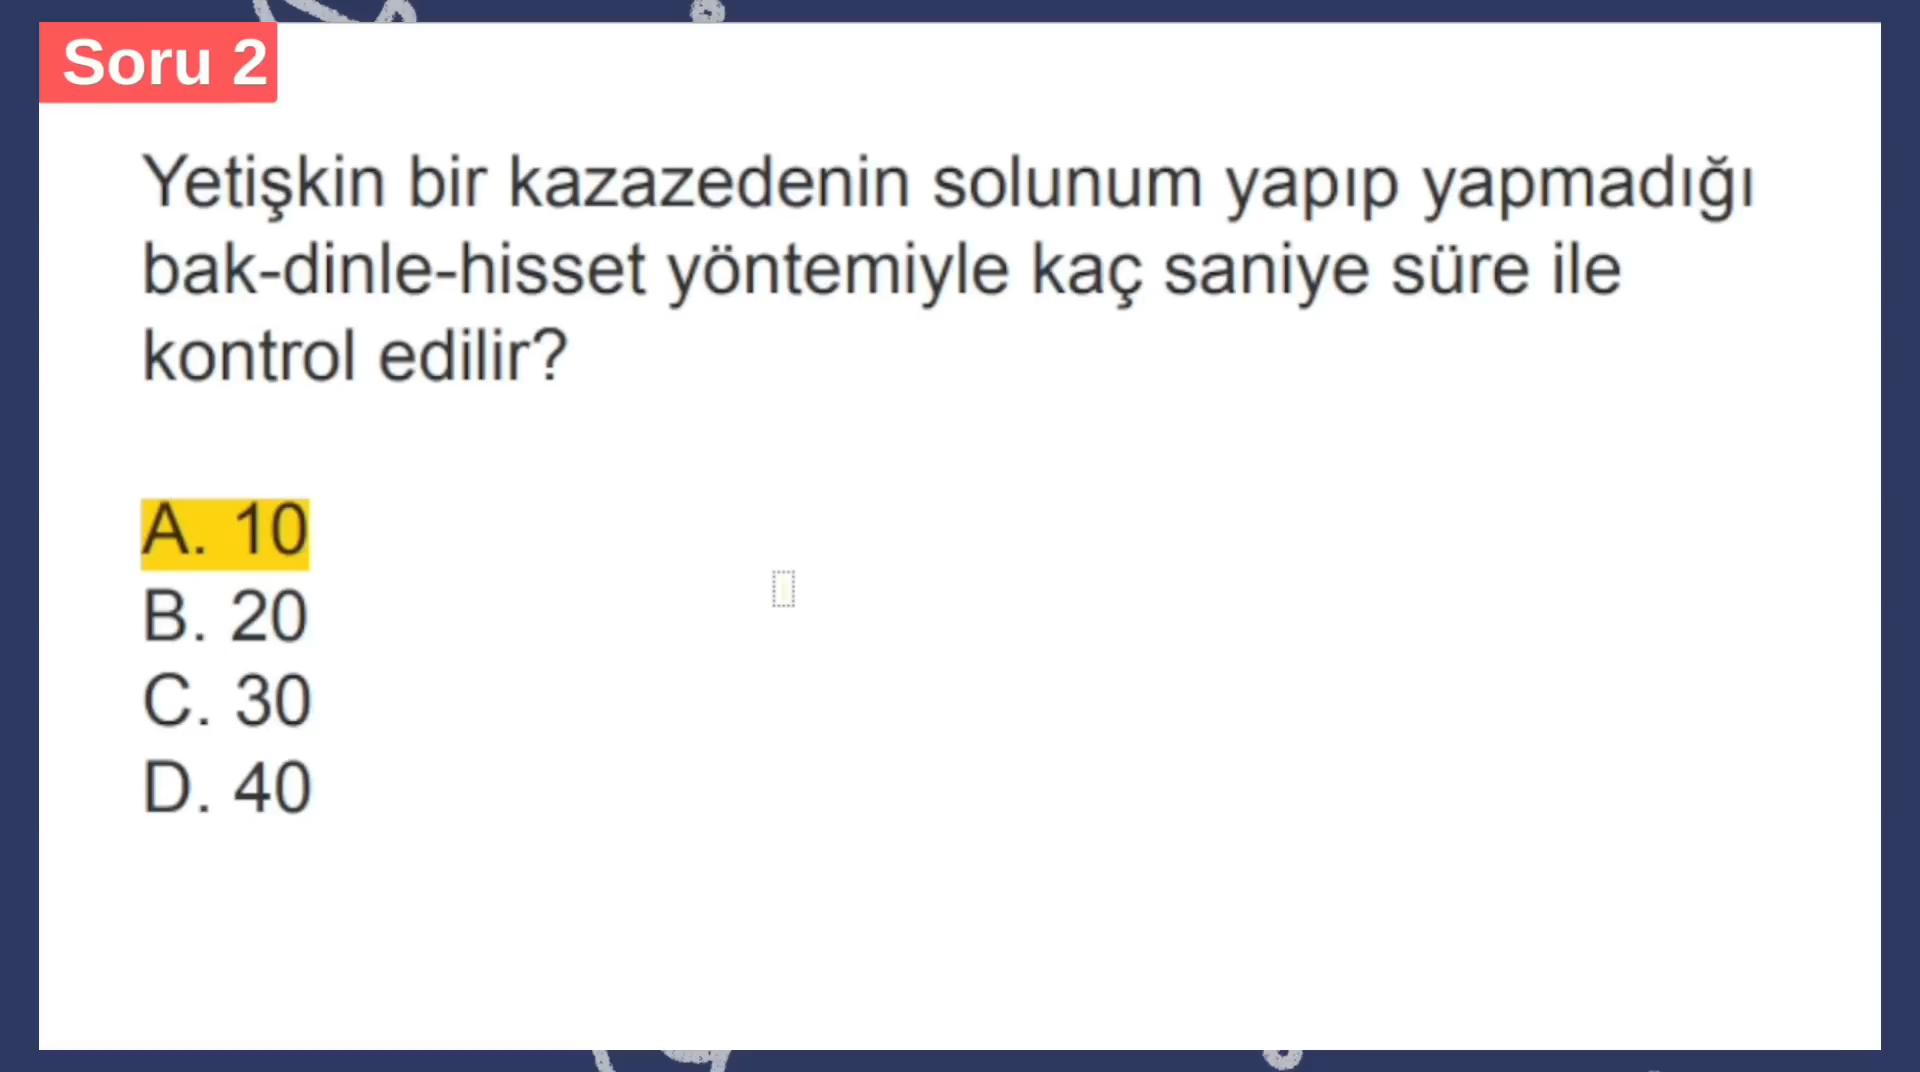 Soru 2
Yetişkin bir kazazedenin solunum yapıp yapmadığı
bak-dinle-hisset yöntemiyle kaç saniye süre ile
kontrol edilir?
A. 10
B. 20
C. 30
D. 40